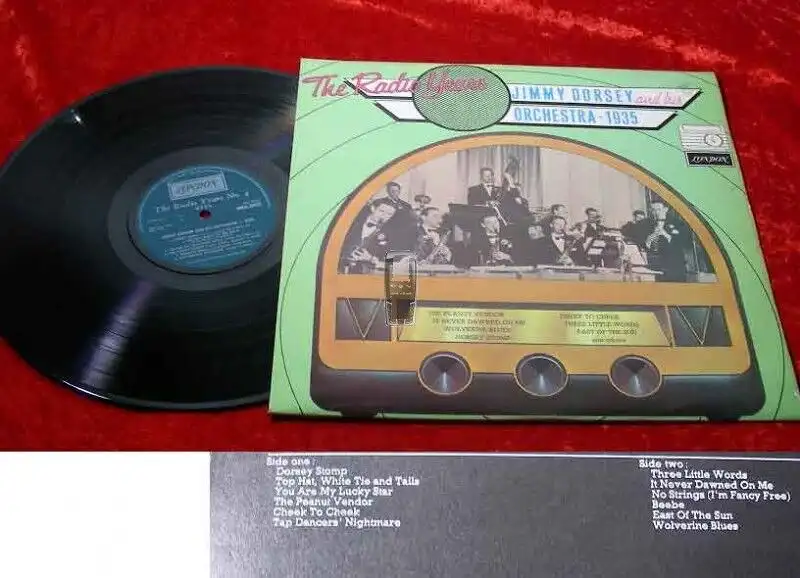 The Radio Years
JIMMY DORSEY and his
ORCHESTRA - 1935
LONDON
LONDON
The Radio Years No. 4
THE PEANUT VENDOR
IT NEVER DAWNED ON ME
WOLVERINE BLUES
DORSEY STOMP
CHEEK TO CHEEK
THREE LITTLE WORDS
EAST OF THE SUN
Side one:
Dorsey Stomp
Top Hat, White Tie and Tails
You Are My Lucky Star
The Peanut Vendor
Cheek To Cheek
Tap Dancers' Nightmare
Side two:
Three Little Words
It Never Dawned On Me
No Strings (I'm Fancy Free)
Beebe
East Of The Sun
Wolverine Blues